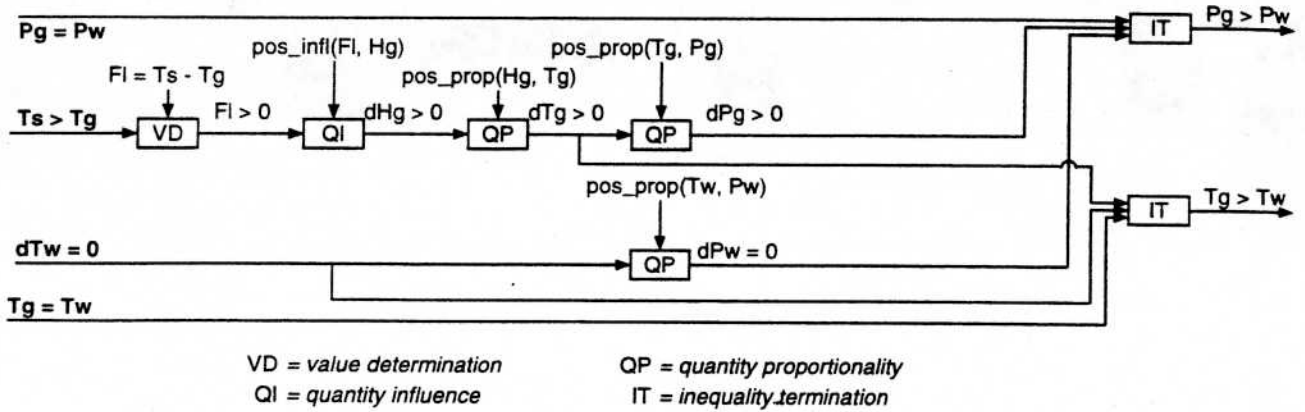 Pg = Pw
IT
Pg > Pw
pos_infl(Fl, Hg)
pos_prop(Tg, Pg)
Fl = Ts - Tg
pos_prop(Hg, Tg)
Ts > Tg
VD
Fl > 0
QI
dHg > 0
QP
dTg > 0
QP
dPg > 0
pos_prop(Tw, Pw)
IT
Tg > Tw
dTw = 0
QP
dPw = 0
Tg = Tw
VD = value determination
QP = quantity proportionality
QI = quantity influence
IT = inequality_termination